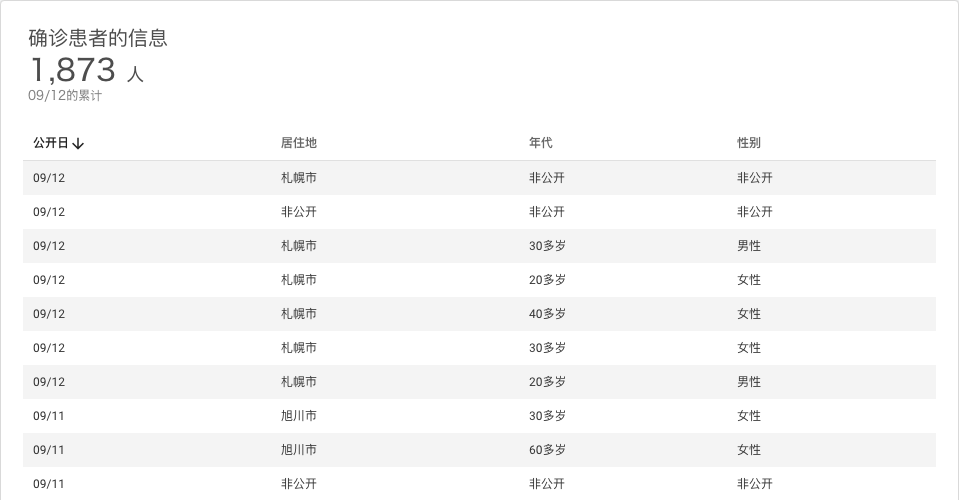 确诊患者的信息
1,873 人
09/12的累计
公开日↓ 居住地 年代 性别
09/12 札幌市 非公开 非公开
09/12 非公开 非公开 非公开
09/12 札幌市 30多岁 男性
09/12 札幌市 20多岁 女性
09/12 札幌市 40多岁 女性
09/12 札幌市 30多岁 女性
09/12 札幌市 20多岁 男性
09/11 旭川市 30多岁 女性
09/11 旭川市 60多岁 女性
09/11 非公开 非公开 非公开